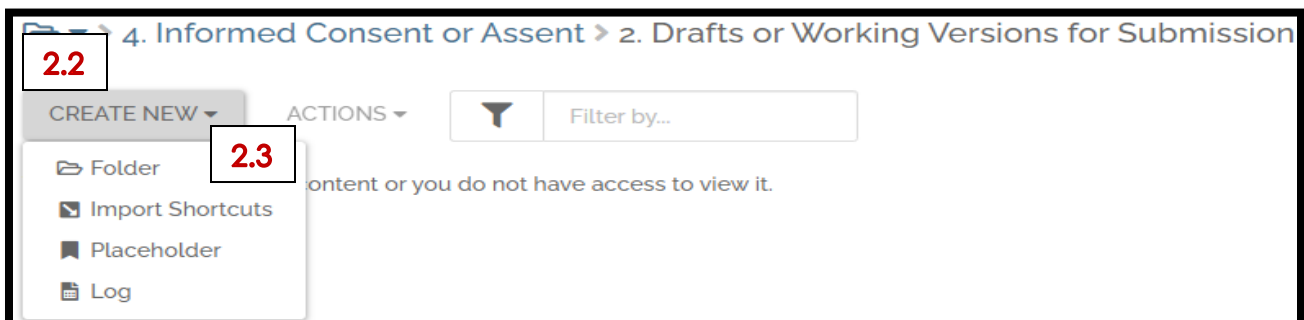 > 4. Informed Consent or Assent > 2. Drafts or Working Versions for Submission
2.2
CREATE NEW ACTIONS Filter by...
2.3
Folder
content or you do not have access to view it.
Import Shortcuts
Placeholder
Log